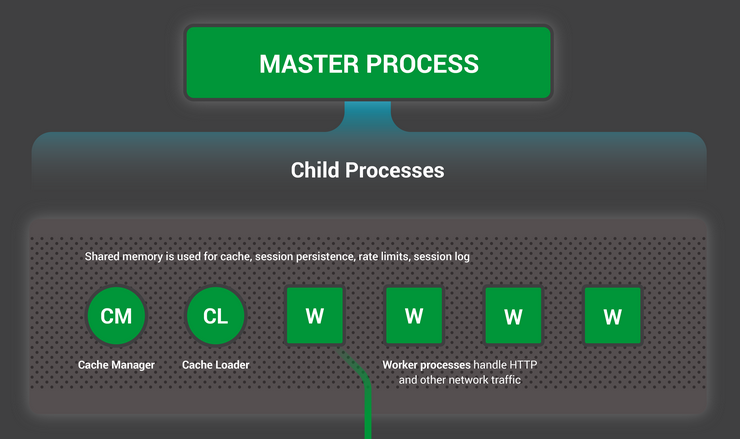 MASTER PROCESS
Child Processes
Shared memory is used for cache, session persistence, rate limits, session log
CM
CL
W
W
W
W
Cache Manager
Cache Loader
Worker processes handle HTTP
and other network traffic